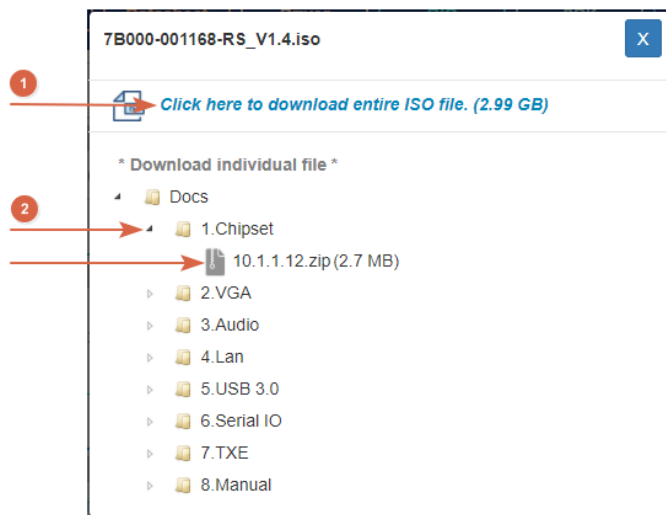 7B000-001168-RS_V1.4.iso
X
1
Click here to download entire ISO file. (2.99 GB)
* Download individual file *
Docs
2
1.Chipset
10.1.1.12.zip (2.7 MB)
2.VGA
3.Audio
4.Lan
5.USB 3.0
6.Serial IO
7.TXE
8.Manual